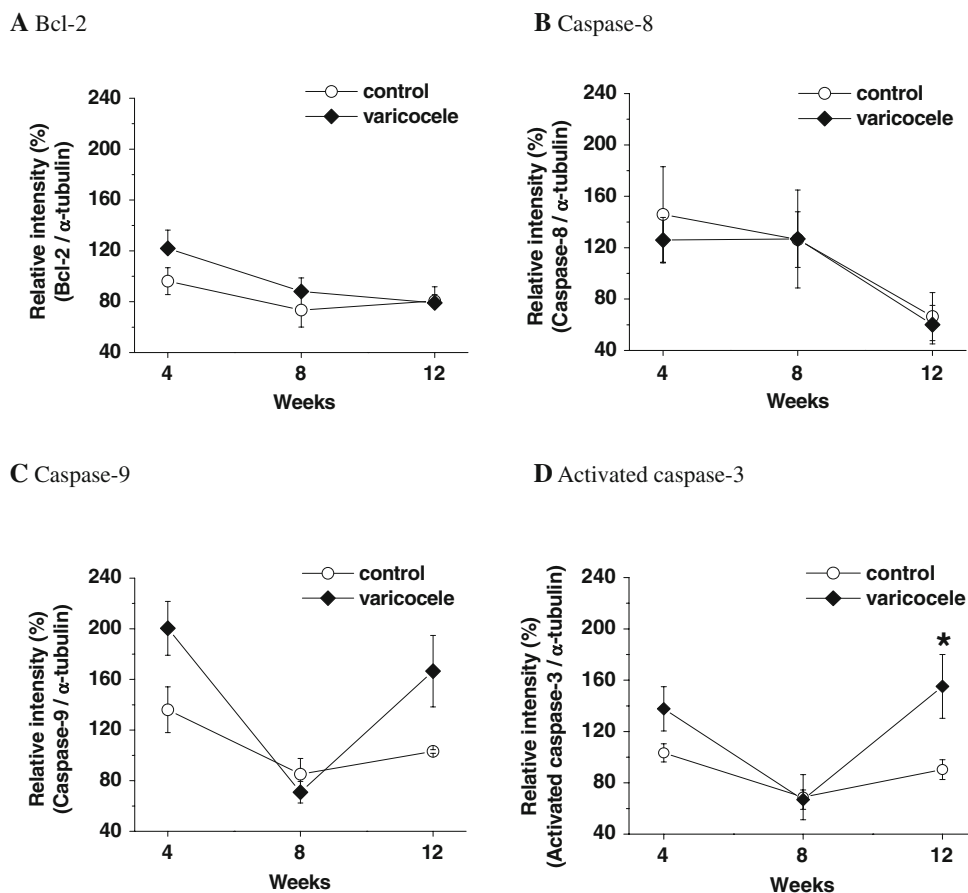 A Bcl-2
control
varicocele
240
200
160
120
80
40
Relative intensity (%)
(Bcl-2 / α-tubulin)
4 8 12
Weeks
B Caspase-8
control
varicocele
240
200
160
120
80
40
Relative intensity (%)
(Caspase-8 / α-tubulin)
4 8 12
Weeks
C Caspase-9
control
varicocele
240
200
160
120
80
40
Relative intensity (%)
(Caspase-9 / α-tubulin)
4 8 12
Weeks
D Activated caspase-3
control
varicocele
240
200
160
120
80
40
*
Relative intensity (%)
(Activated caspase-3 / α-tubulin)
4 8 12
Weeks